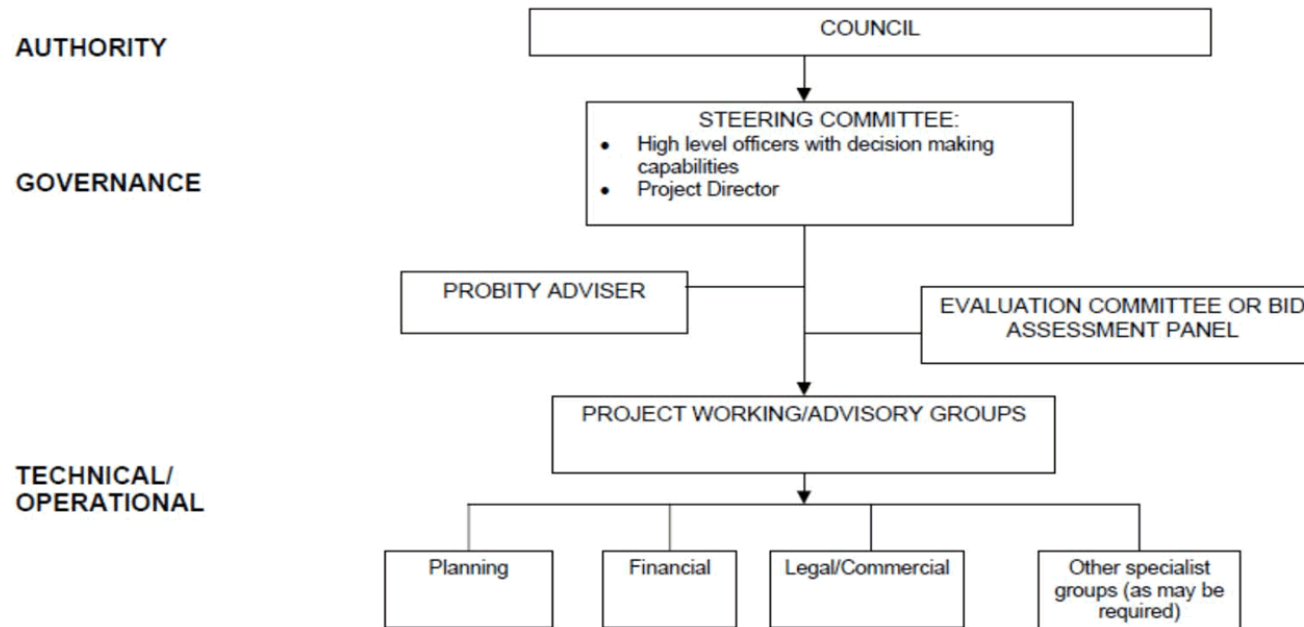 AUTHORITY
COUNCIL
GOVERNANCE
STEERING COMMITTEE:
• High level officers with decision making
capabilities
• Project Director
PROBITY ADVISER
EVALUATION COMMITTEE OR BID
ASSESSMENT PANEL
PROJECT WORKING/ADVISORY GROUPS
TECHNICAL/
OPERATIONAL
Planning
Financial
Legal/Commercial
Other specialist
groups (as may be
required)